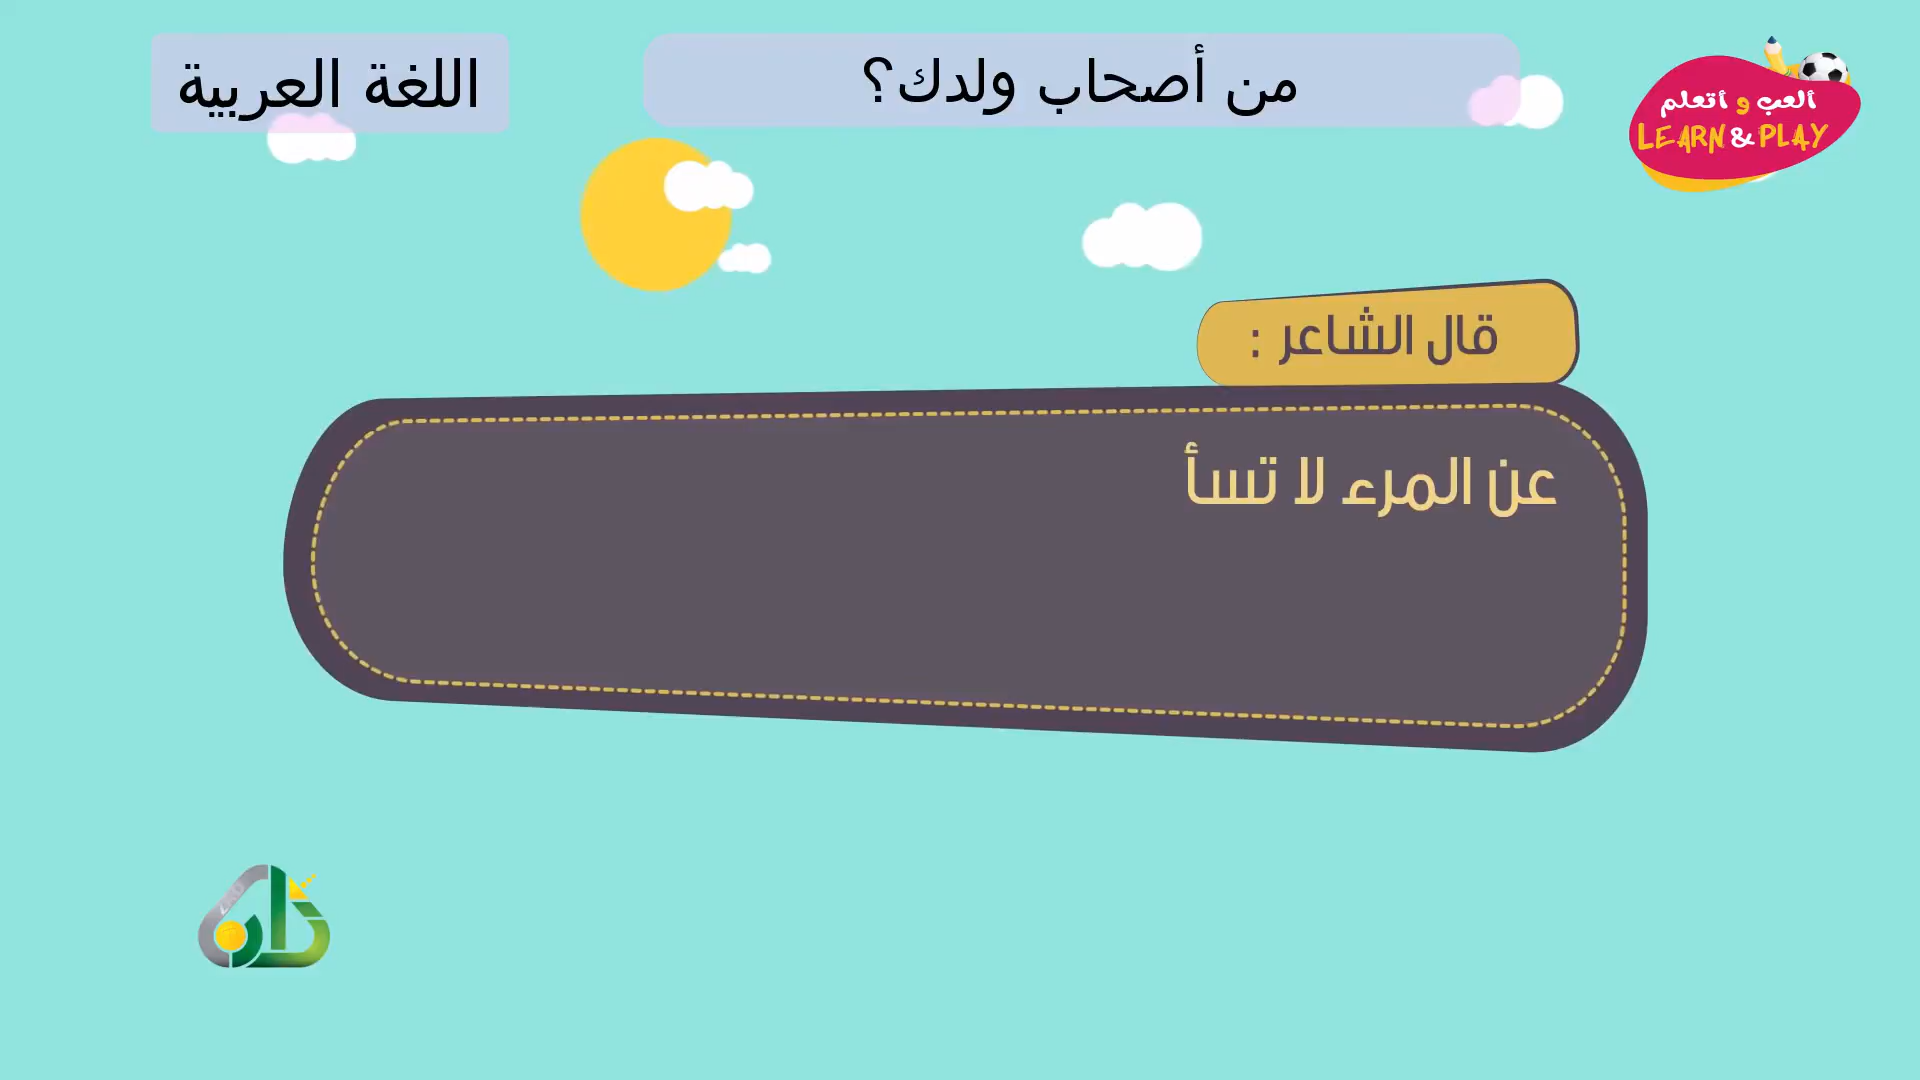 من أصحاب ولدك؟
اللغة العربية
ألعب و أتعلم
LEARN & PLAY
قال الشاعر :
عن المرء لا تسأ